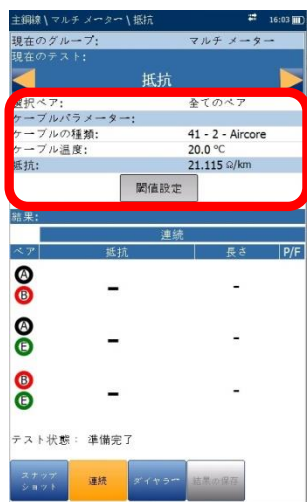 主銅線 \ マルチ メーター \ 抵抗 16:03
現在のグループ: マルチ メーター
現在のテスト:
抵抗
選択ペア: 全てのペア
ケーブルパラメーター:
ケーブルの種類: 41 - 2 - Aircore
ケーブル温度: 20.0 °C
抵抗: 21.115 Ω/km
閾値設定
結果:
連続
ペア 抵抗 長さ P/F
A
B
- -
A
E
- -
B
E
- -
テスト状態: 準備完了
スナップ
ショット
連続 ダイヤラー 結果の保存